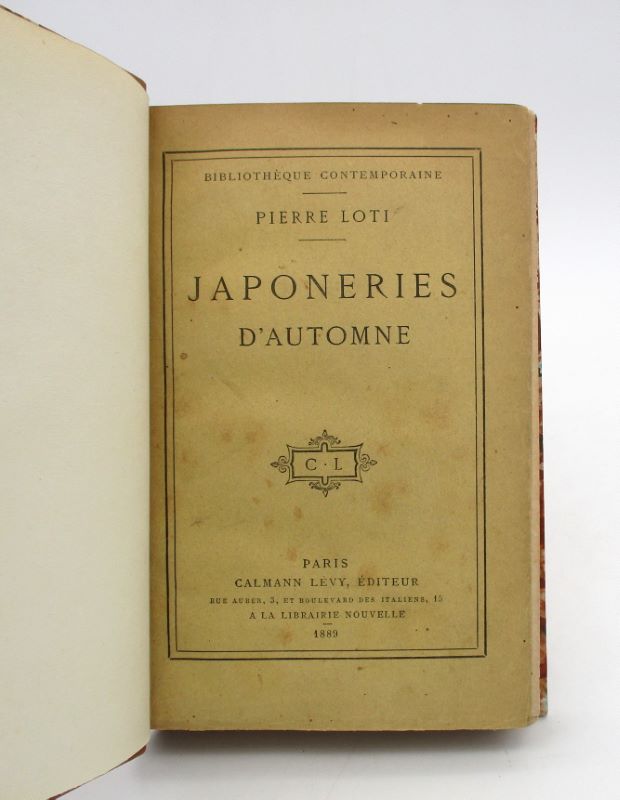 BIBLIOTHÈQUE CONTEMPORAINE
PIERRE LOTI
JAPONERIES
D'AUTOMNE
C · L
PARIS
CALMANN LÉVY, ÉDITEUR
RUE AUBER, 3, ET BOULEVARD DES ITALIENS, 15
A LA LIBRAIRIE NOUVELLE
1889